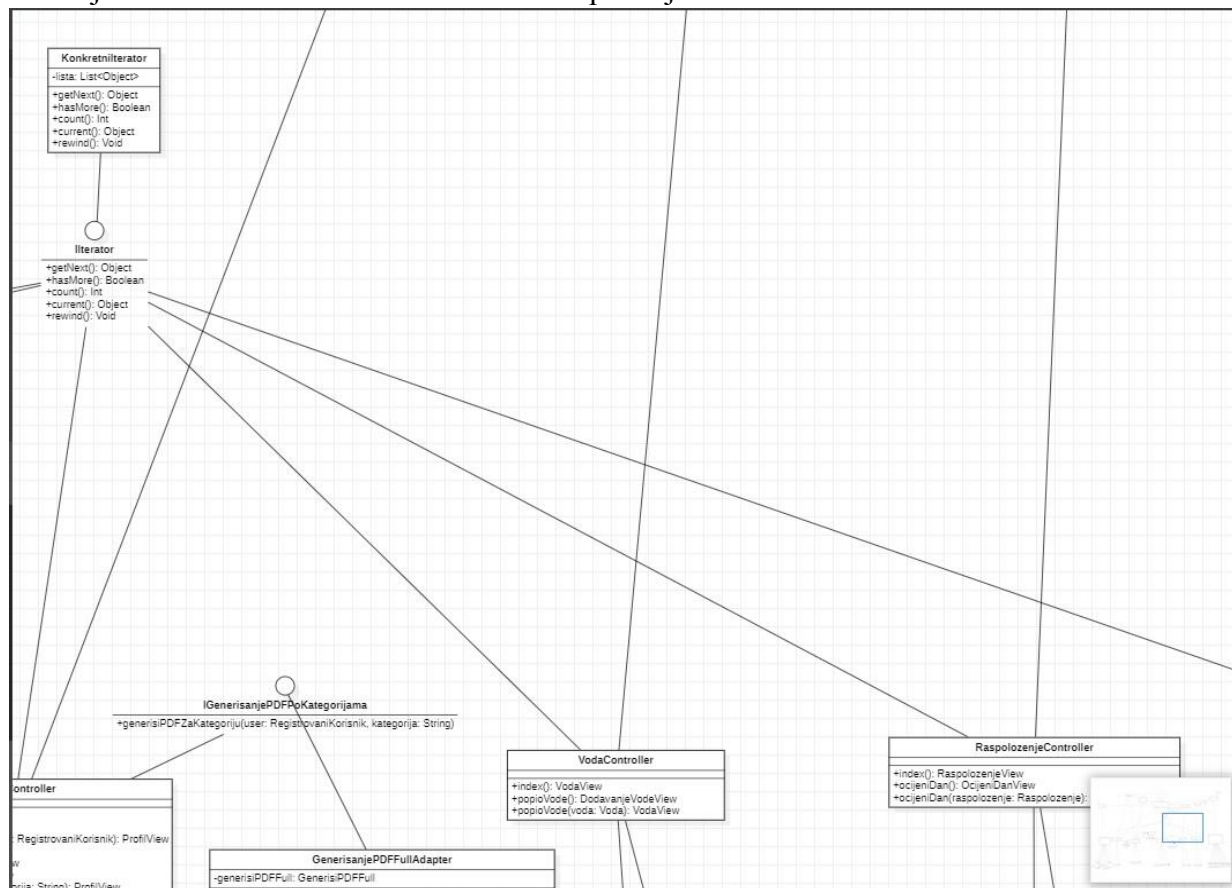 KonkretniIterator
-lista: List<Object>
+getNext(): Object
+hasMore(): Boolean
+count(): Int
+current(): Object
+rewind(): Void
IIterator
+getNext(): Object
+hasMore(): Boolean
+count(): Int
+current(): Object
+rewind(): Void
IGenerisanjePDFPoKategorijama
+generisiPDFZaKategoriju(user: RegistrovaniKorisnik, kategorija: String)
VodaController
+index(): VodaView
+popioVode(): DodavanjeVodeView
+popioVode(voda: Voda): VodaView
RaspolozenjeController
+index(): RaspolozenjeView
+ocijeniDan(): OcijeniDanView
+ocijeniDan(raspolozenje: Raspolozenje):
ontroller
: RegistrovaniKorisnik): ProfilView
GenerisanjePDFFullAdapter
-generisiPDFFull: GenerisiPDFFull
String): ProfilView